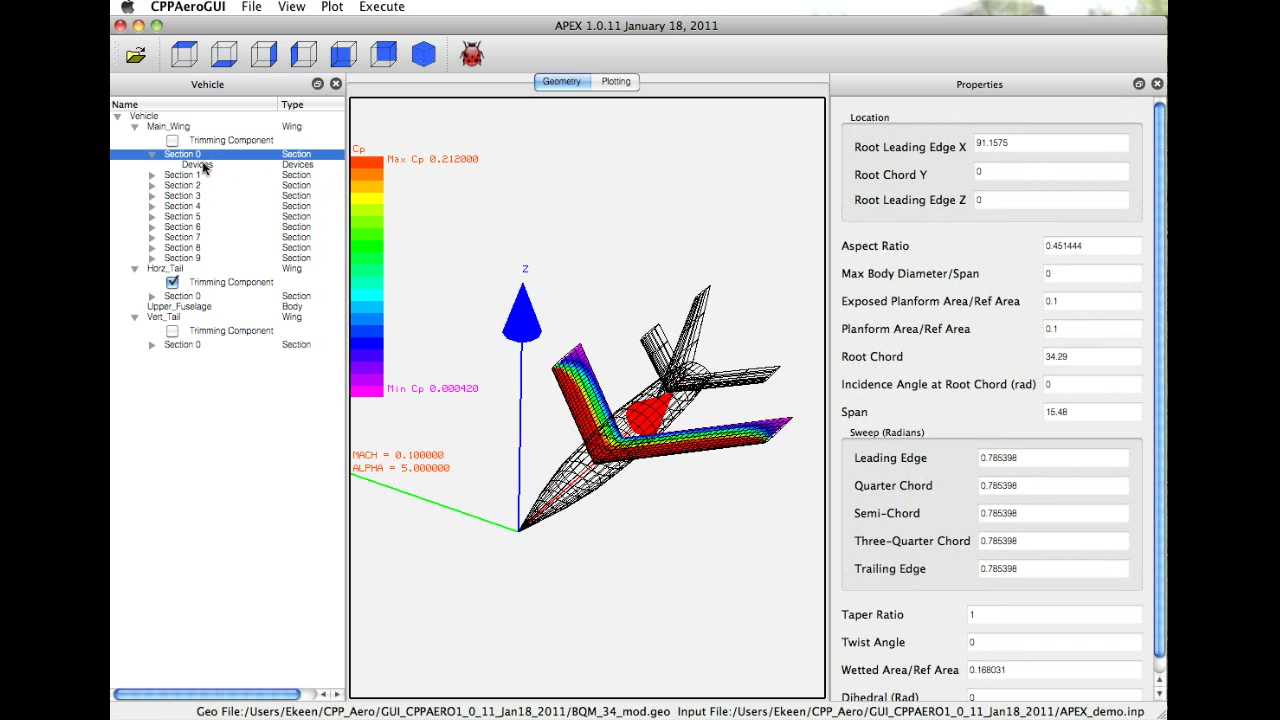 CPPAeroGUI File View Plot Execute
APEX 1.0.11 January 18, 2011
Vehicle
Name Type
Vehicle
Main_Wing Wing
Trimming Component
Section 0 Section
Devices Devices
Section 1 Section
Section 2 Section
Section 3 Section
Section 4 Section
Section 5 Section
Section 6 Section
Section 7 Section
Section 8 Section
Section 9 Section
Horz_Tail Wing
Trimming Component
Section 0 Section
Upper_Fuselage Body
Vert_Tail Wing
Trimming Component
Section 0 Section
Geometry Plotting
Cp
Max Cp 0.212000
Min Cp 0.000420
MACH = 0.100000
ALPHA = 5.000000
Z
Properties
Location
Root Leading Edge X 91.1575
Root Chord Y 0
Root Leading Edge Z 0
Aspect Ratio 0.451444
Max Body Diameter/Span 0
Exposed Planform Area/Ref Area 0.1
Planform Area/Ref Area 0.1
Root Chord 34.29
Incidence Angle at Root Chord (rad) 0
Span 15.48
Sweep (Radians)
Leading Edge 0.785398
Quarter Chord 0.785398
Semi-Chord 0.785398
Three-Quarter Chord 0.785398
Trailing Edge 0.785398
Taper Ratio 1
Twist Angle 0
Wetted Area/Ref Area 0.168031
Dihedral (Rad) 0
Geo File:/Users/Ekeen/CPP_Aero/GUI_CPPAERO1_0_11_Jan18_2011/BQM_34_mod.geo Input File:/Users/Ekeen/CPP_Aero/GUI_CPPAERO1_0_11_Jan18_2011/APEX_demo.inp